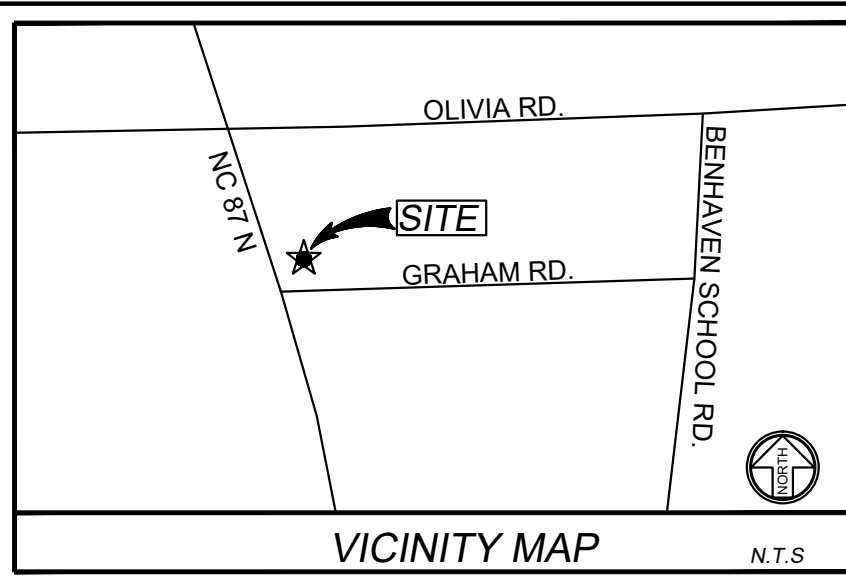 OLIVIA RD.
NC 87 N
BENHAVEN SCHOOL RD.
SITE
GRAHAM RD.
NORTH
VICINITY MAP
N.T.S